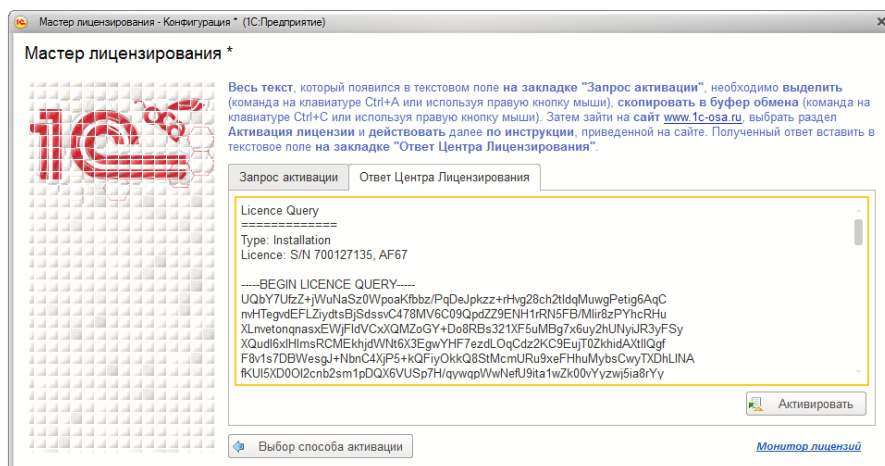 Мастер лицензирования - Конфигурация * (1С:Предприятие)
Мастер лицензирования *
Весь текст, который появился в текстовом поле на закладке "Запрос активации", необходимо выделить
(команда на клавиатуре Ctrl+A или используя правую кнопку мыши), скопировать в буфер обмена (команда на
клавиатуре Ctrl+C или используя правую кнопку мыши). Затем зайти на сайт www.1c-osa.ru, выбрать раздел
Активация лицензии и действовать далее по инструкции, приведенной на сайте. Полученный ответ вставить в
текстовое поле на закладке "Ответ Центра Лицензирования".
1С
Запрос активации Ответ Центра Лицензирования
Licence Query
=============
Type: Installation
Licence: S/N 700127135, AF67
-----BEGIN LICENCE QUERY-----
UQbY7UfzZ+jWuNaSz0WpoaKfbbz/PqDeJpkzz+rHvg28ch2tldqMuwgPetig6AqC
nvHTegvdEFLZiydtsBjSdssvC478MV6C09QpdZZ9ENH1rRN5FB/Mlir8zPYhcRHu
XLnvetonqnasxEWjFldVCxXQMZoGY+Do8RBs321XF5uMBg7x6uy2hUNyiJR3yFSy
XQudl6xlHlmsRCMEkhjdWNt6X3EgwYHF7ezdLOqCdz2KC9EujT0ZkhidAXtlIQgf
F8v1s7DBWesgJ+NbnC4XjP5+kQFiyOkkQ8StMcmURu9xeFHhuMybsCwyTXDhLlNA
fKUl5XD0Ol2cnb2sm1pDQX6VUSp7H/qywqpWwNefU9ita1wZk00vYyzwj5ia8rYy
Активировать
Выбор способа активации
Монитор лицензий